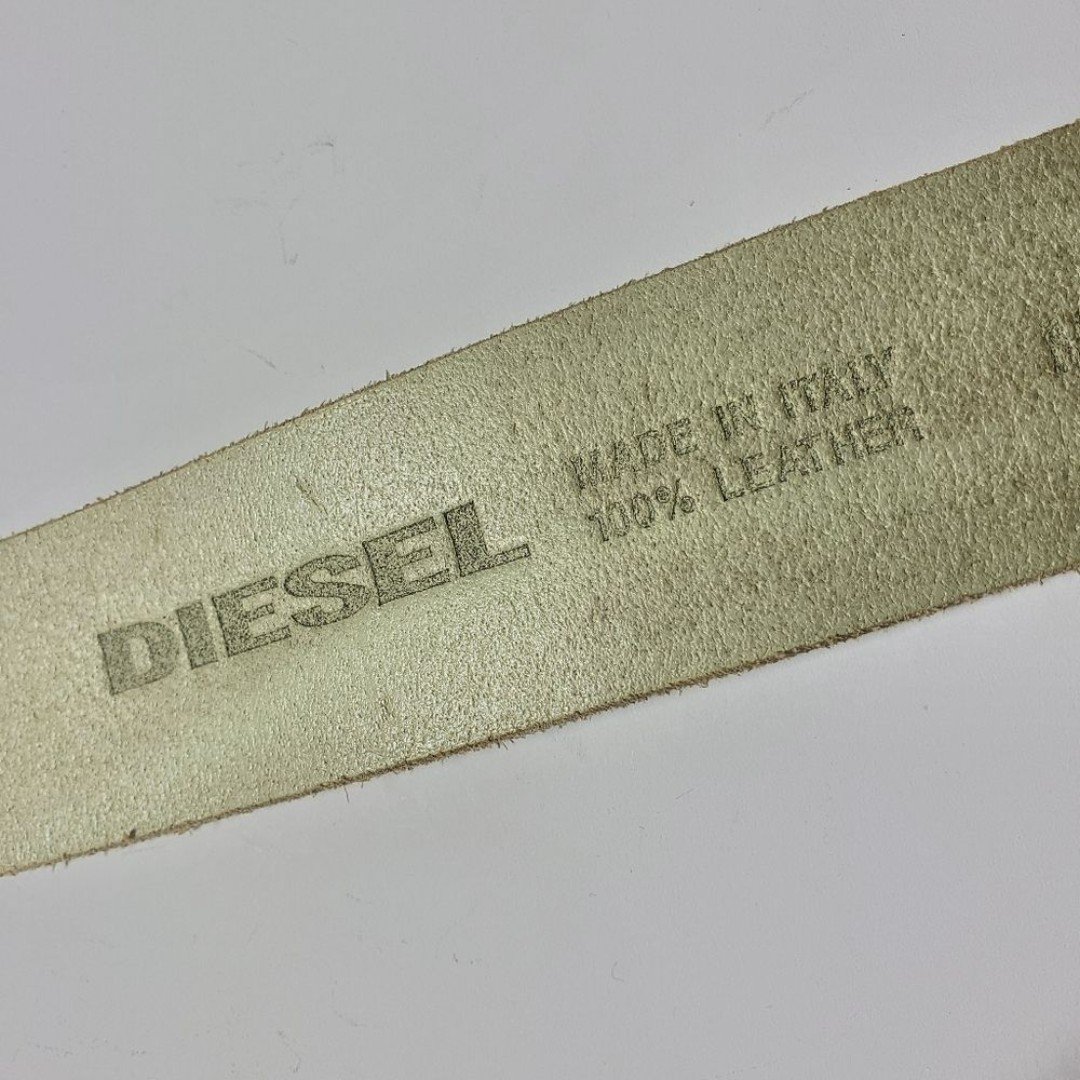 DIESEL
MADE IN ITALY
100% LEATHER